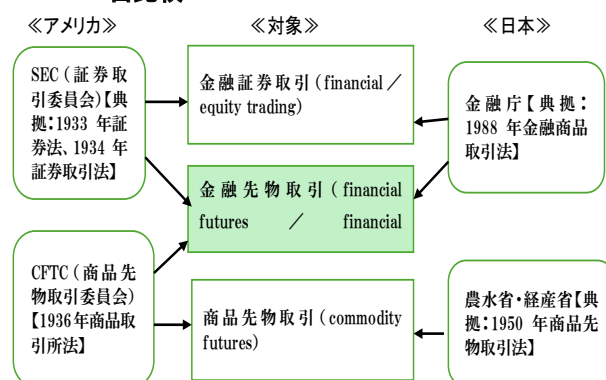 ≪アメリカ≫
≪対象≫
≪日本≫
SEC（証券取
引委員会）【典
拠：1933 年証
券法、1934 年
証券取引法】
金融証券取引（financial／
equity trading）
金融庁【典拠：
1988 年金融商品
取引法】
金融先物取引（financial
futures ／ financial
CFTC（商品先
物取引委員会）
【1936年商品取
引所法】
商品先物取引（commodity
futures）
農水省・経産省【典
拠：1950 年商品先
物取引法】